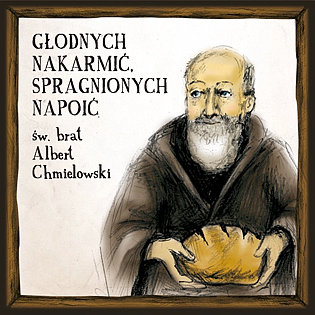 GŁODNYCH
NAKARMIĆ,
SPRAGNIONYCH
NAPOIĆ
św. brat
Albert
Chmielowski